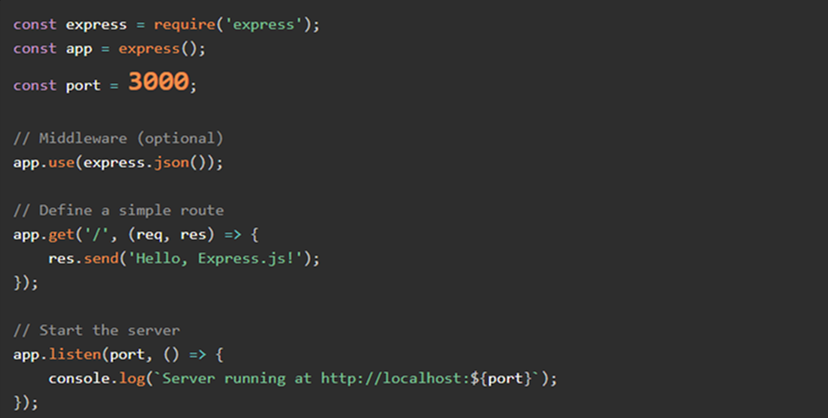 const express = require('express');
const app = express();
const port = 3000;
// Middleware (optional)
app.use(express.json());
// Define a simple route
app.get('/', (req, res) => {
    res.send('Hello, Express.js!');
});
// Start the server
app.listen(port, () => {
    console.log(`Server running at http://localhost:${port}`);
});